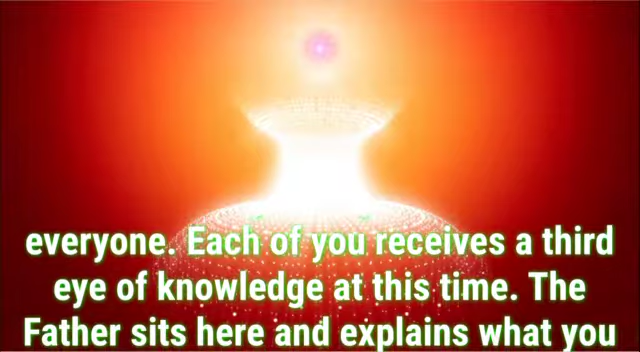 everyone. Each of you receives a third
eye of knowledge at this time. The
Father sits here and explains what you